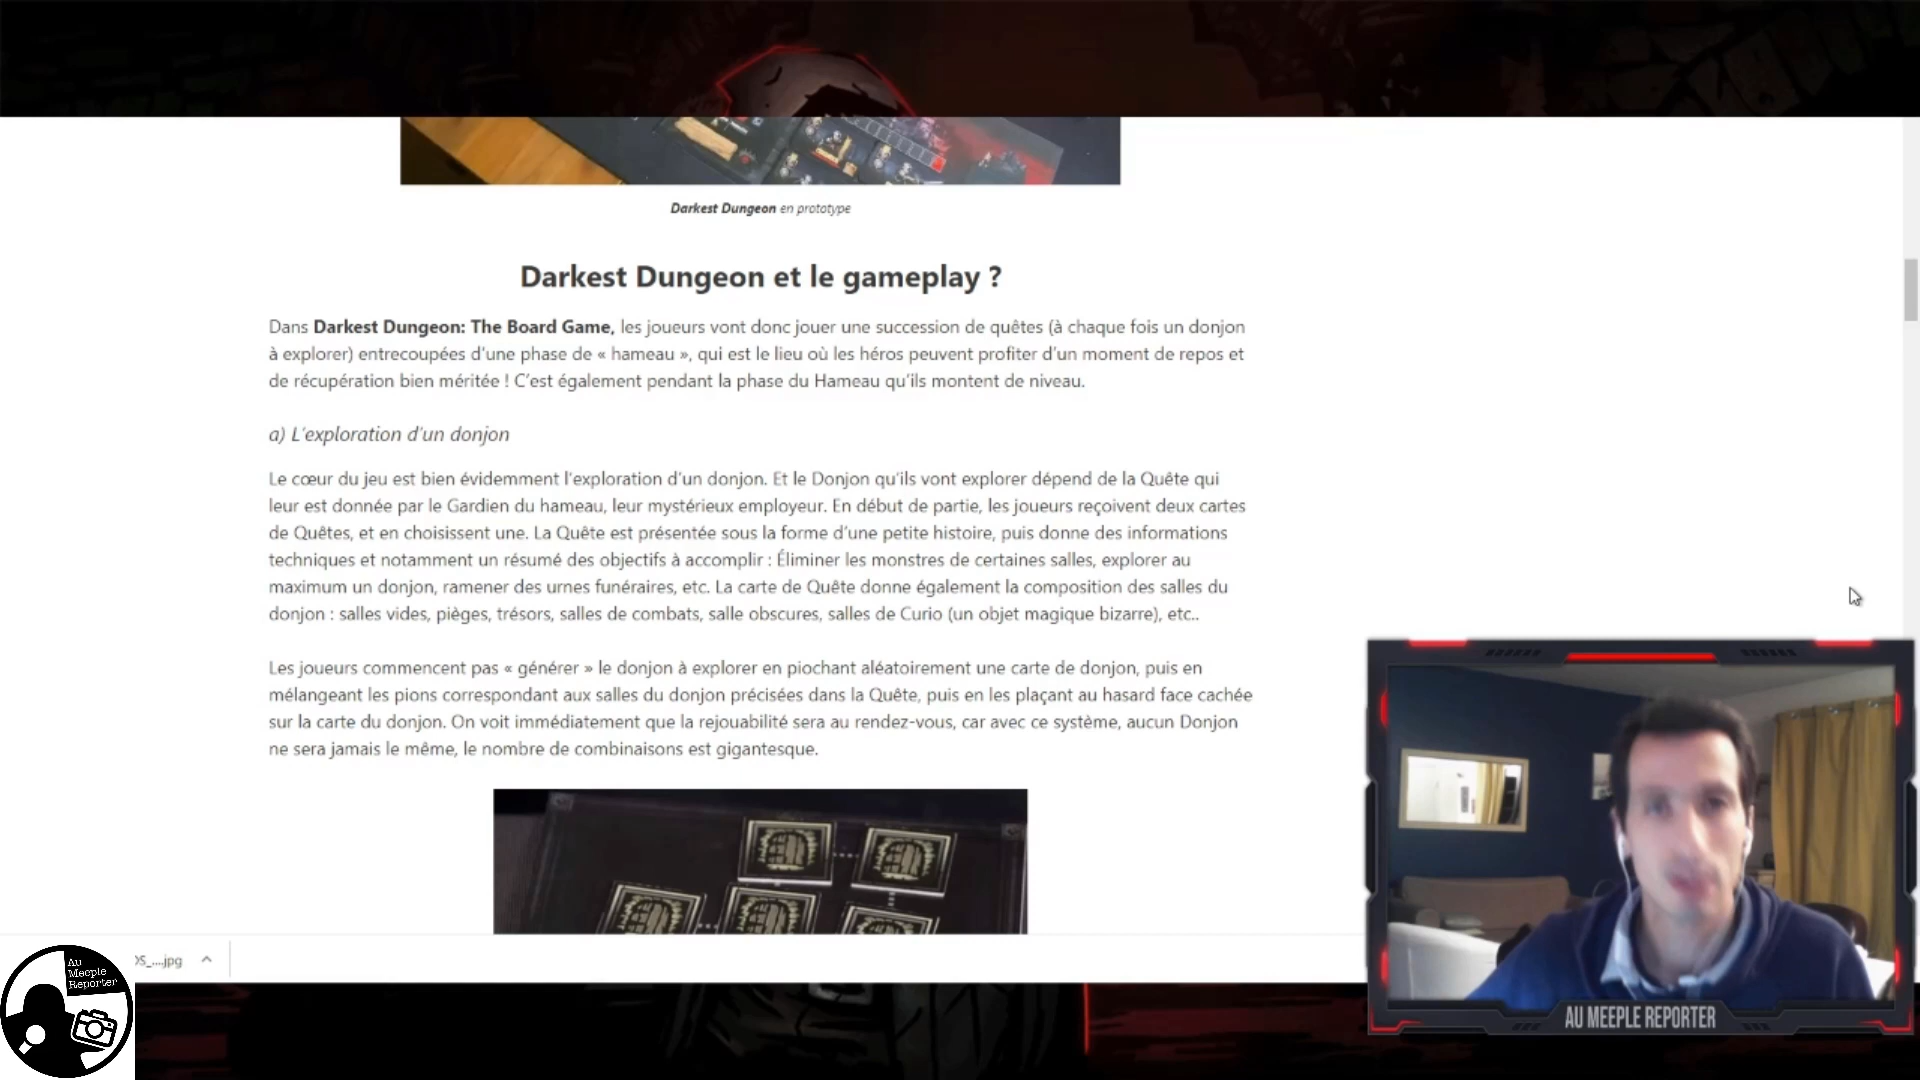 Darkest Dungeon en prototype
Darkest Dungeon et le gameplay ?
Dans Darkest Dungeon: The Board Game, les joueurs vont donc jouer une succession de quêtes (à chaque fois un donjon
à explorer) entrecoupées d'une phase de « hameau », qui est le lieu où les héros peuvent profiter d'un moment de repos et
de récupération bien méritée ! C'est également pendant la phase du Hameau qu'ils montent de niveau.
a) L'exploration d'un donjon
Le cœur du jeu est bien évidemment l'exploration d'un donjon. Et le Donjon qu'ils vont explorer dépend de la Quête qui
leur est donnée par le Gardien du hameau, leur mystérieux employeur. En début de partie, les joueurs reçoivent deux cartes
de Quêtes, et en choisissent une. La Quête est présentée sous la forme d'une petite histoire, puis donne des informations
techniques et notamment un résumé des objectifs à accomplir : Éliminer les monstres de certaines salles, explorer au
maximum un donjon, ramener des urnes funéraires, etc. La carte de Quête donne également la composition des salles du
donjon : salles vides, pièges, trésors, salles de combats, salle obscures, salles de Curio (un objet magique bizarre), etc..
Les joueurs commencent pas « générer » le donjon à explorer en piochant aléatoirement une carte de donjon, puis en
mélangeant les pions correspondant aux salles du donjon précisées dans la Quête, puis en les plaçant au hasard face cachée
sur la carte du donjon. On voit immédiatement que la rejouabilité sera au rendez-vous, car avec ce système, aucun Donjon
ne sera jamais le même, le nombre de combinaisons est gigantesque.
Au
Meeple
Reporter
OS_....jpg
AU MEEPLE REPORTER